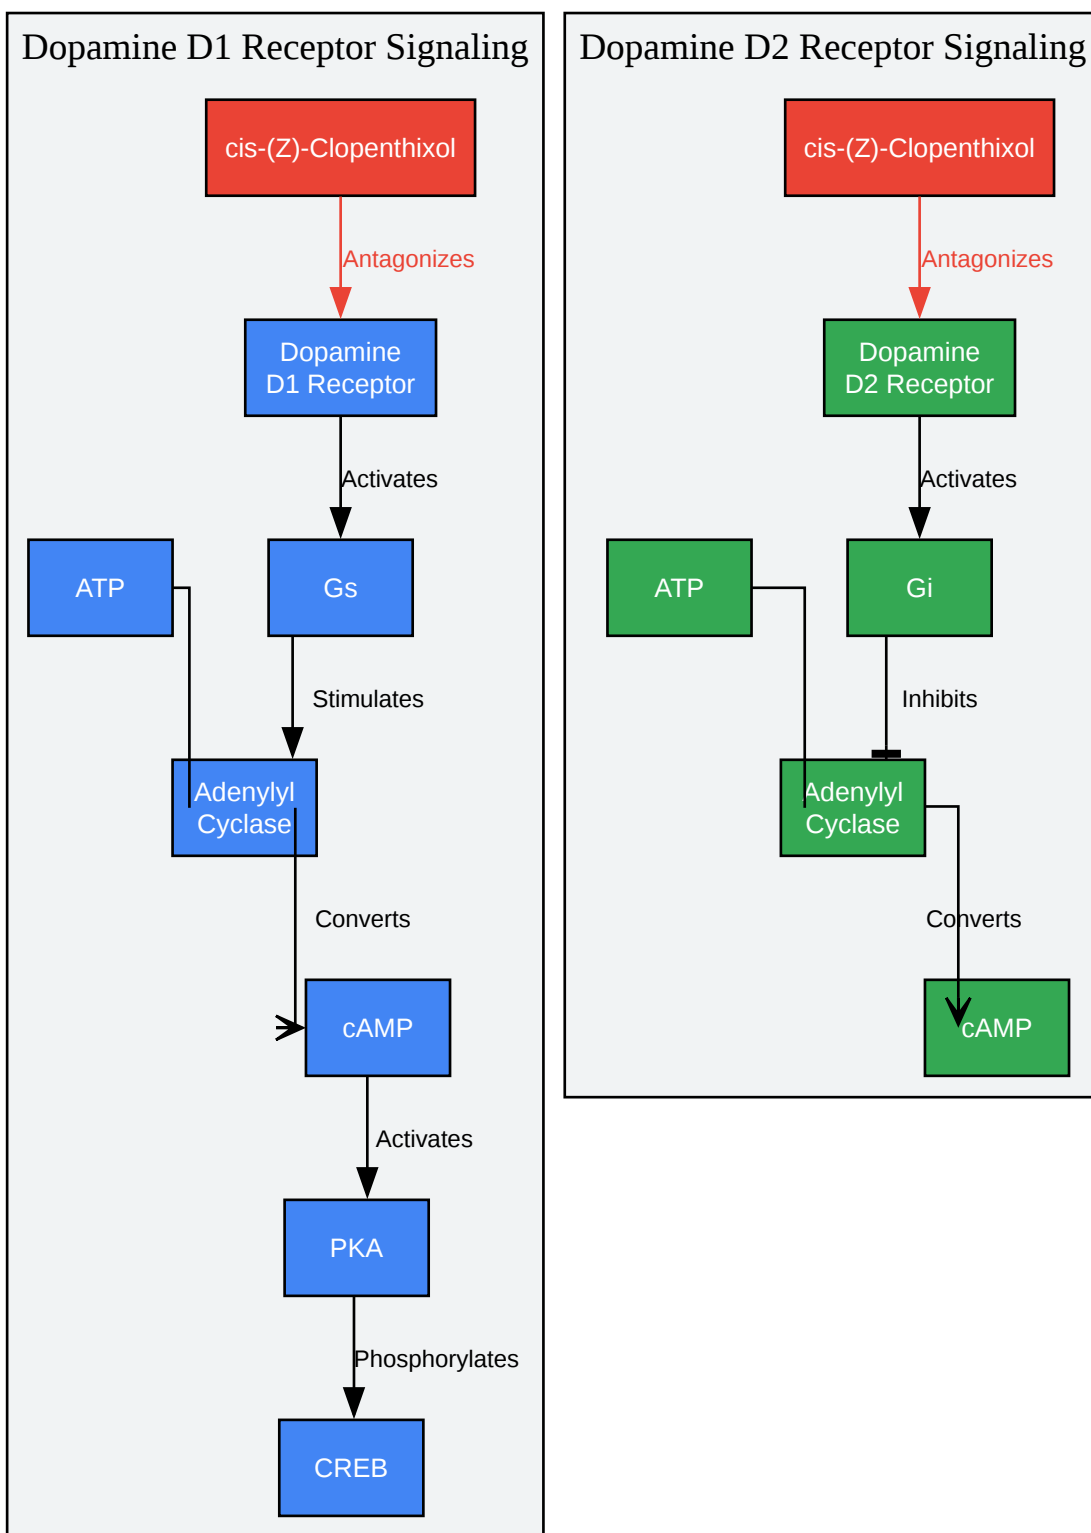 Dopamine D1 Receptor Signaling
cis-(Z)-Clopenthixol
Antagonizes
Dopamine
D1 Receptor
Activates
ATP
Gs
Stimulates
Adenylyl
Cyclase
Converts
cAMP
Activates
PKA
Phosphorylates
CREB
Dopamine D2 Receptor Signaling
cis-(Z)-Clopenthixol
Antagonizes
Dopamine
D2 Receptor
Activates
ATP
Gi
Inhibits
Adenylyl
Cyclase
Converts
cAMP